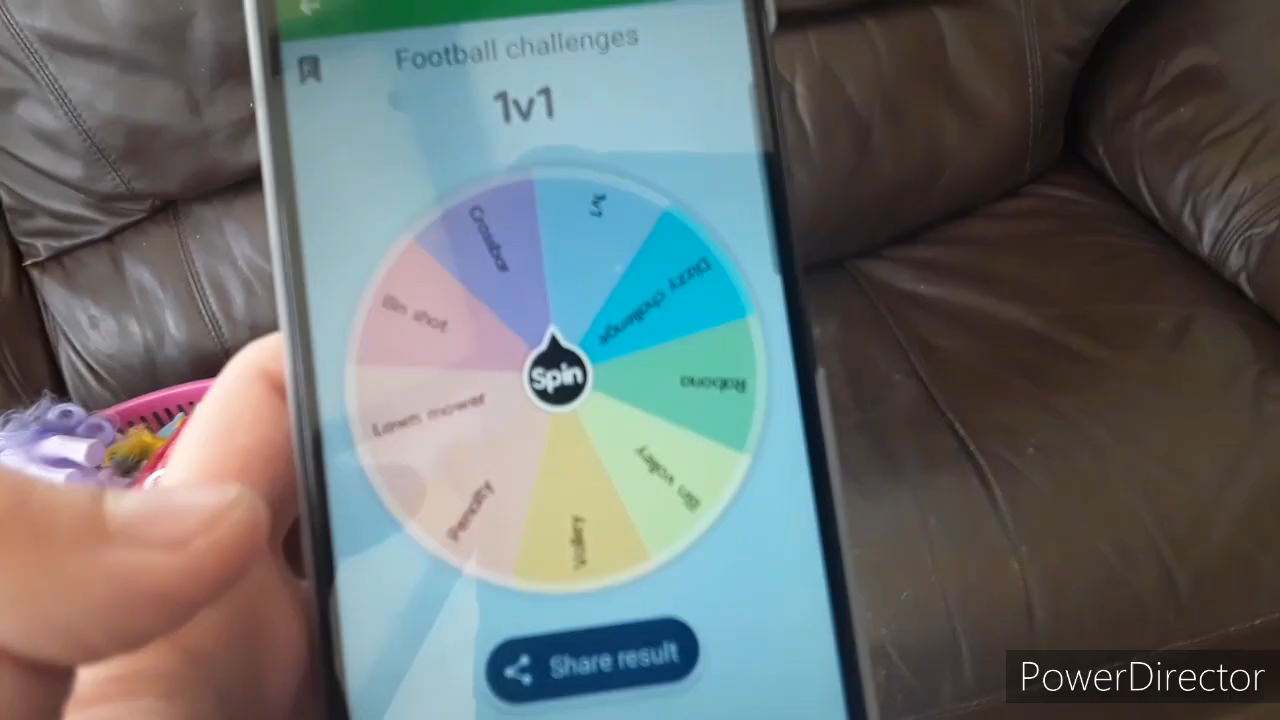 Football challenges
1v1
1v1
Crossbar
Dizzy challenge
Bin shot
Rabona
Lawn mower
Bin volley
Penalty
Volley
Spin
Share result
PowerDirector